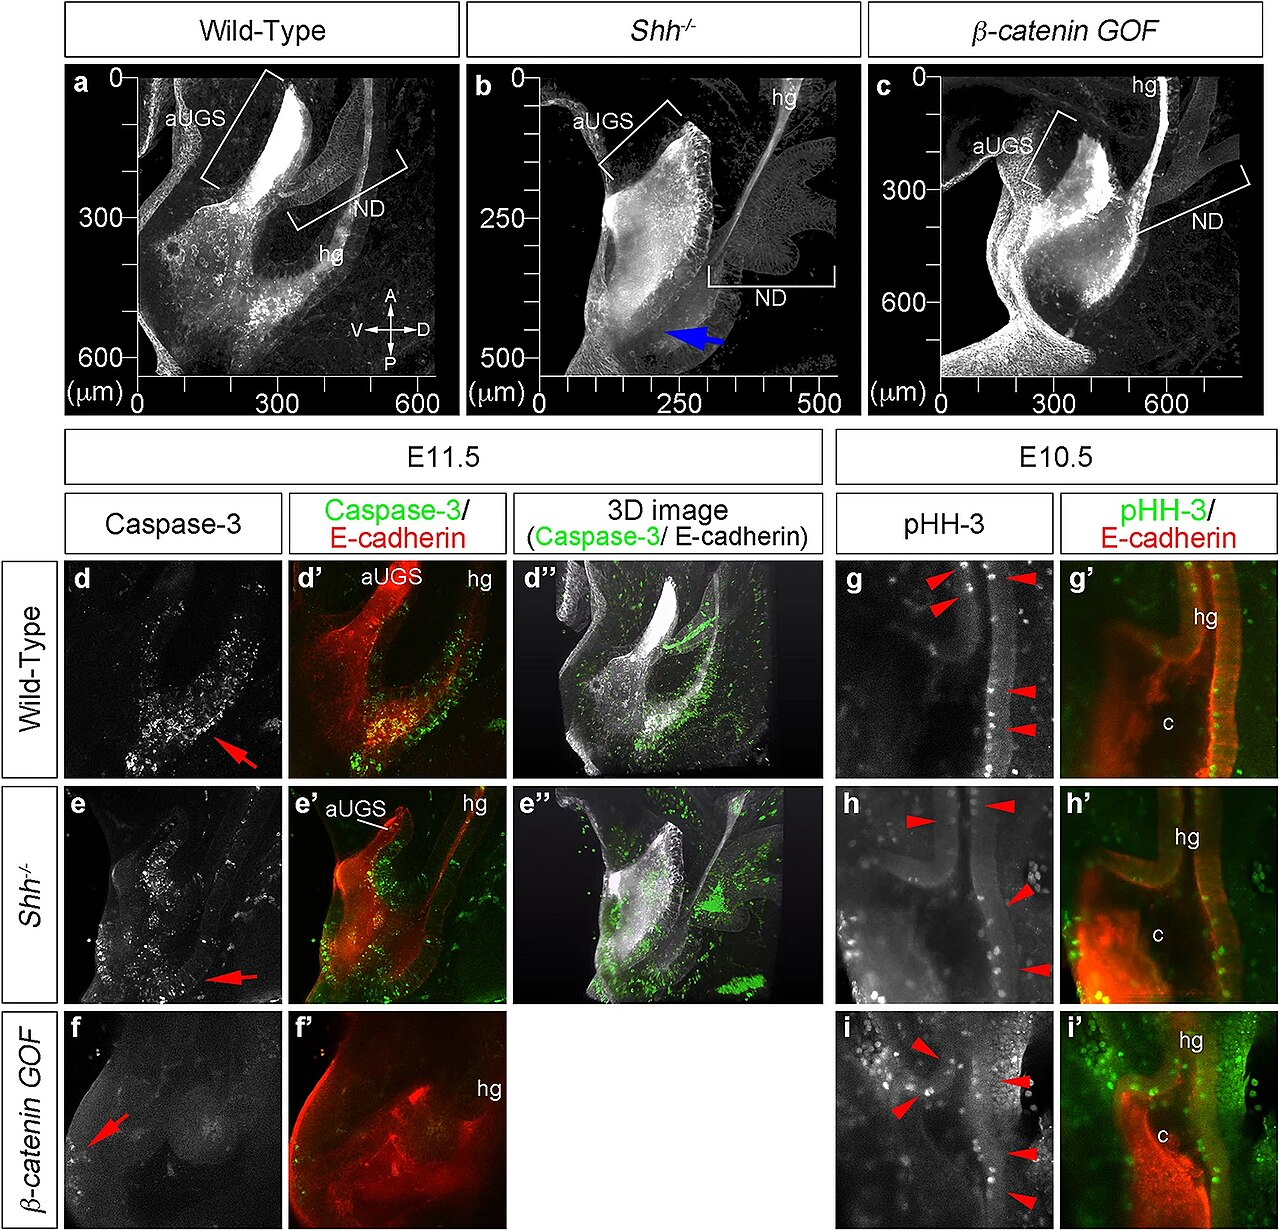 Wild-Type
Shh-/-
β-catenin GOF
a
0
300
600
(μm)
0
300
600
aUGS
ND
hg
A
V
D
P
b
0
250
500
(μm)
0
250
500
aUGS
hg
ND
c
0
300
600
(μm)
0
300
600
aUGS
hg
ND
E11.5
E10.5
Caspase-3
Caspase-3/
E-cadherin
3D image
(Caspase-3/ E-cadherin)
pHH-3
pHH-3/
E-cadherin
Wild-Type
d
d’
aUGS
hg
d’’
g
g’
hg
c
Shh-/-
e
e’
aUGS
hg
e’’
h
h’
hg
c
β-catenin GOF
f
f’
hg
i
i’
hg
c